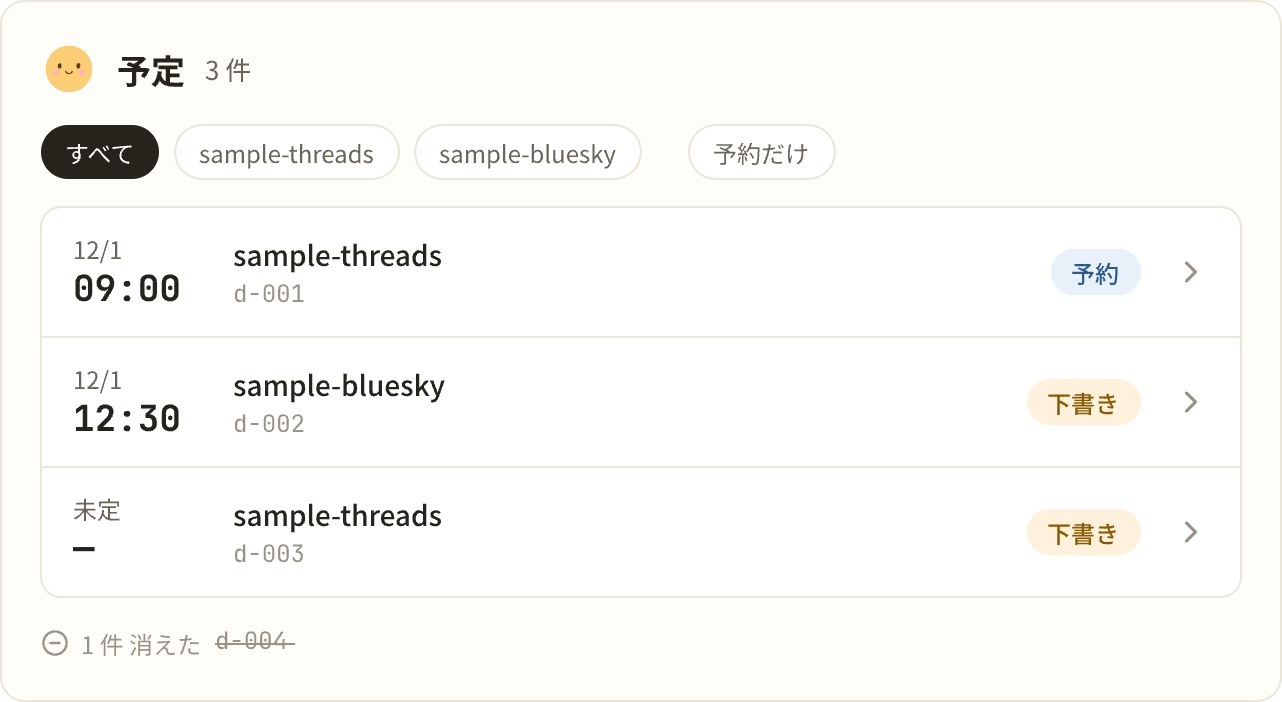 予定 3 件
すべて sample-threads sample-bluesky 予約だけ
12/1
09:00
sample-threads
d-001
予約
12/1
12:30
sample-bluesky
d-002
下書き
未定
—
sample-threads
d-003
下書き
1 件 消えた d-004